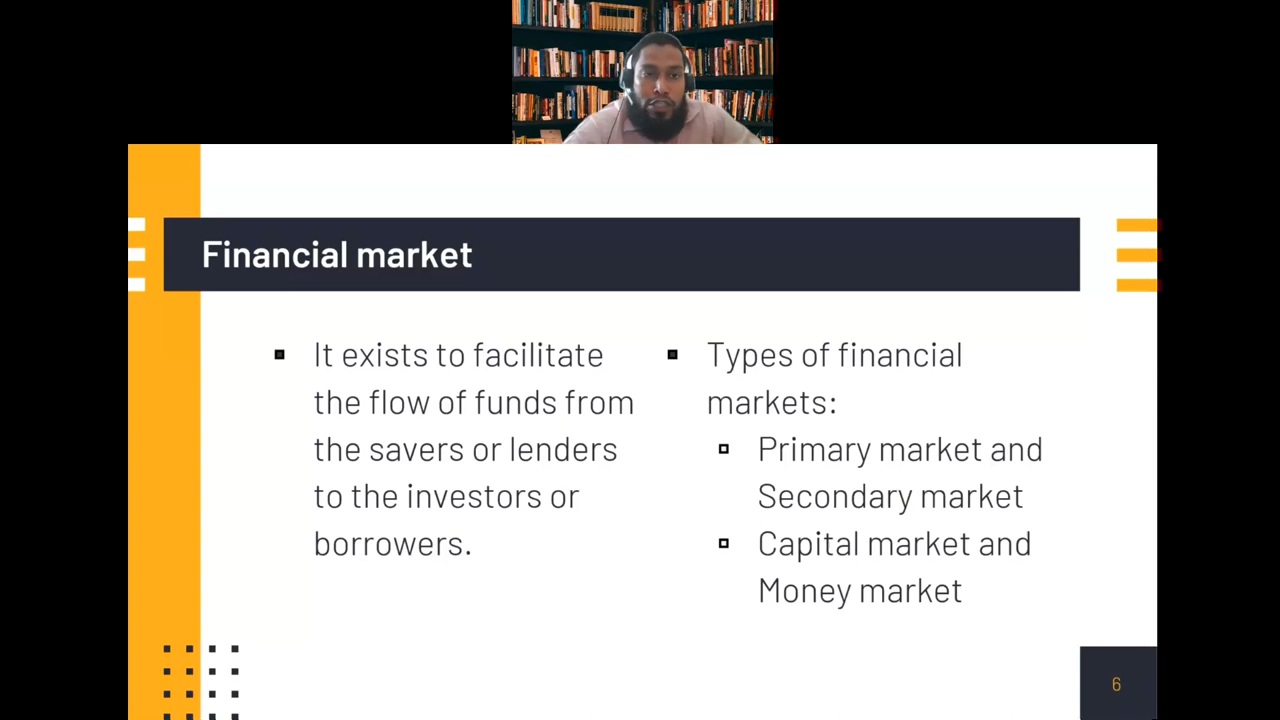 Financial market
It exists to facilitate
the flow of funds from
the savers or lenders
to the investors or
borrowers.
Types of financial
markets:
Primary market and
Secondary market
Capital market and
Money market
6